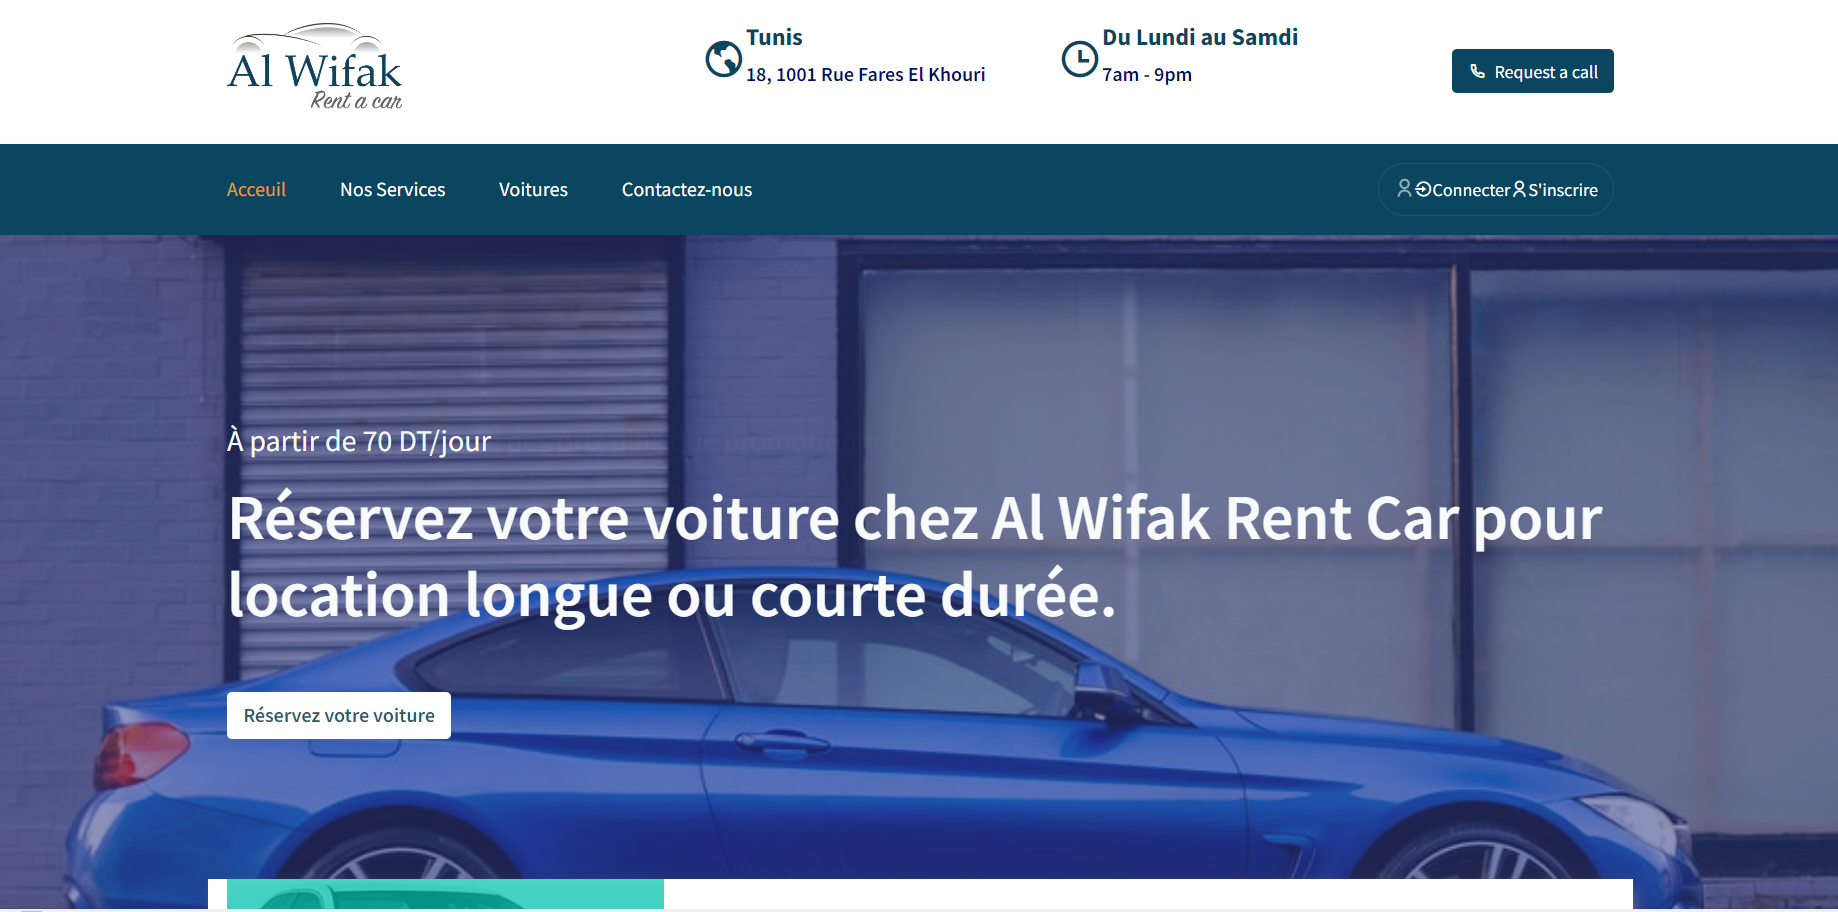 Al Wifak
Rent a car
Tunis
18, 1001 Rue Fares El Khouri
Du Lundi au Samdi
7am - 9pm
Request a call
Acceuil
Nos Services
Voitures
Contactez-nous
Connecter
S'inscrire
À partir de 70 DT/jour
Réservez votre voiture chez Al Wifak Rent Car pour
location longue ou courte durée.
Réservez votre voiture